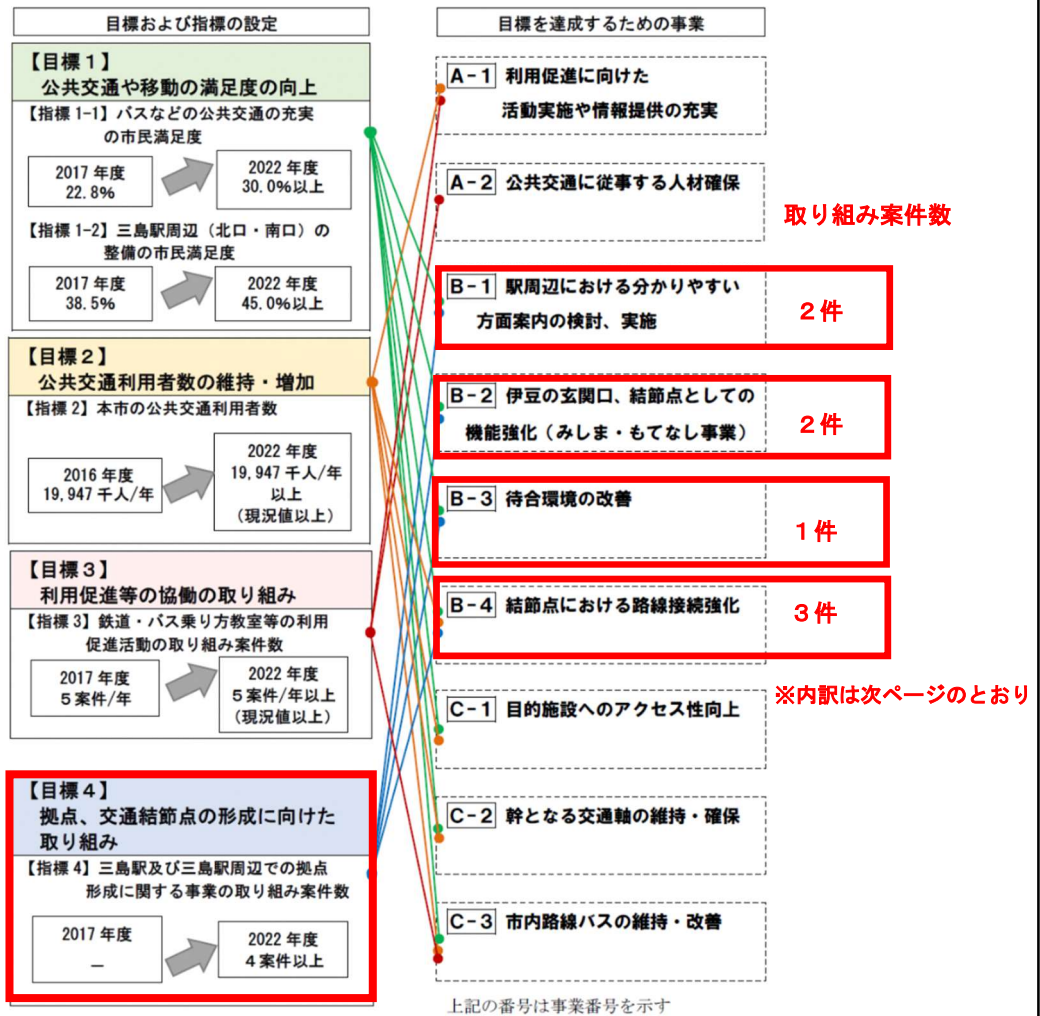 目標および指標の設定
【目標１】
公共交通や移動の満足度の向上
【指標 1-1】バスなどの公共交通の充実
の市民満足度
2017 年度
22.8%
2022 年度
30.0%以上
【指標 1-2】三島駅周辺（北口・南口）の
整備の市民満足度
2017 年度
38.5%
2022 年度
45.0%以上
【目標２】
公共交通利用者数の維持・増加
【指標 2】本市の公共交通利用者数
2016 年度
19,947 千人/年
2022 年度
19,947 千人/年
以上
(現況値以上)
【目標３】
利用促進等の協働の取り組み
【指標 3】鉄道・バス乗り方教室等の利用
促進活動の取り組み案件数
2017 年度
５案件/年
2022 年度
５案件/年以上
(現況値以上)
【目標４】
拠点、交通結節点の形成に向けた
取り組み
【指標 4】三島駅及び三島駅周辺での拠点
形成に関する事業の取り組み案件数
2017 年度
－
2022 年度
４案件以上
目標を達成するための事業
A-1 利用促進に向けた
活動実施や情報提供の充実
A-2 公共交通に従事する人材確保
取り組み案件数
B-1 駅周辺における分かりやすい
方面案内の検討、実施
２件
B-2 伊豆の玄関口、結節点としての
機能強化（みしま・もてなし事業）
２件
B-3 待合環境の改善
１件
B-4 結節点における路線接続強化
３件
※内訳は次ページのとおり
C-1 目的施設へのアクセス性向上
C-2 幹となる交通軸の維持・確保
C-3 市内路線バスの維持・改善
上記の番号は事業番号を示す